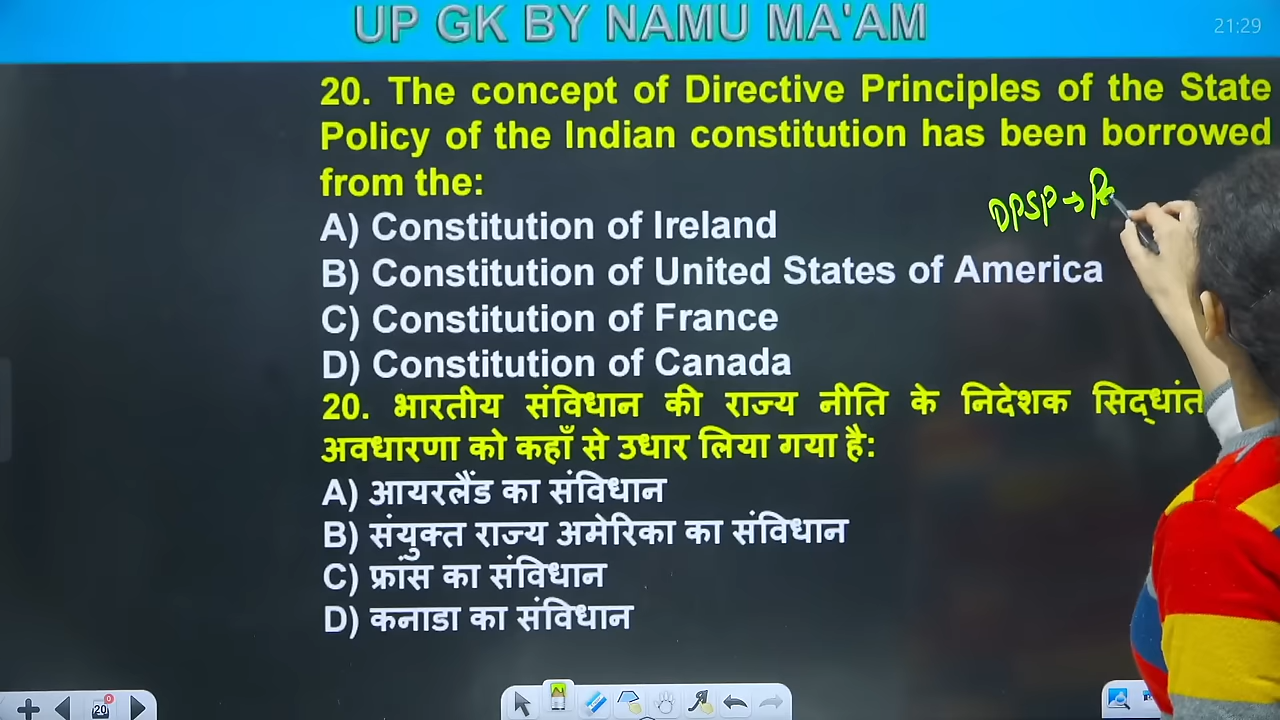 UP GK BY NAMU MA'AM
21:29
20. The concept of Directive Principles of the State
Policy of the Indian constitution has been borrowed
from the:
DPSP→
A) Constitution of Ireland
B) Constitution of United States of America
C) Constitution of France
D) Constitution of Canada
20. भारतीय संविधान की राज्य नीति के निदेशक सिद्धांत
अवधारणा को कहाँ से उधार लिया गया है:
A) आयरलैंड का संविधान
B) संयुक्त राज्य अमेरिका का संविधान
C) फ्रांस का संविधान
D) कनाडा का संविधान
20